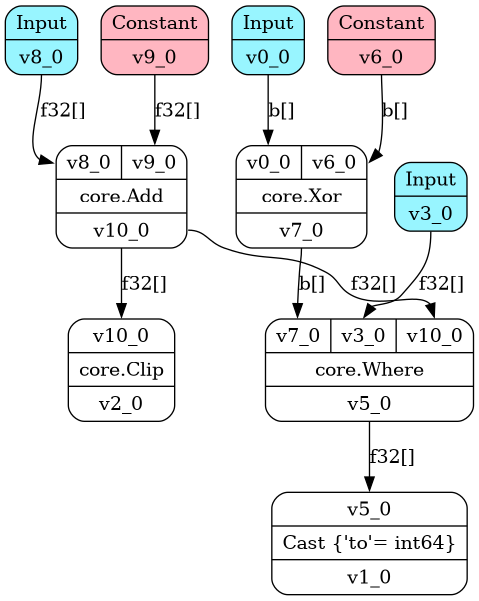 Input
v8_0
Constant
v9_0
Input
v0_0
Constant
v6_0
f32[]
f32[]
b[]
b[]
v8_0 v9_0
core.Add
v10_0
v0_0 v6_0
core.Xor
v7_0
Input
v3_0
f32[]
b[]
f32[]
f32[]
v10_0
core.Clip
v2_0
v7_0 v3_0 v10_0
core.Where
v5_0
f32[]
v5_0
Cast {'to'= int64}
v1_0